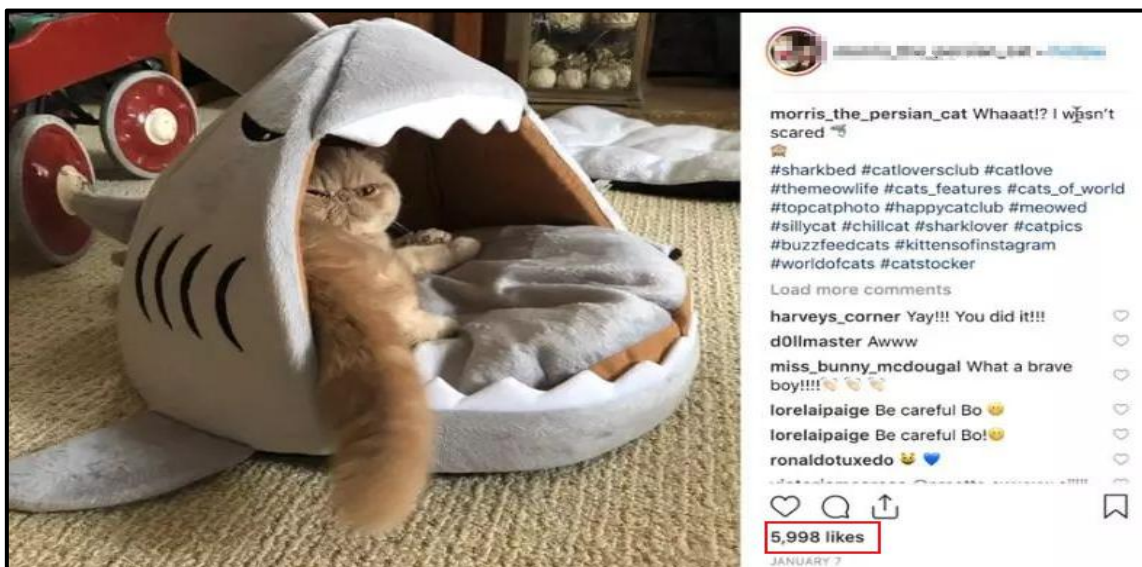 morris_the_persian_cat Whaaat!? I wasn't
scared
#sharkbed #catloversclub #catlove
#themeowlife #cats_features #cats_of_world
#topcatphoto #happycatclub #meowed
#sillycat #chillcat #sharklover #catpics
#buzzfeedcats #kittensofinstagram
#worldofcats #catstocker
Load more comments
harveys_corner Yay!!! You did it!!!
d0llmaster Awww
miss_bunny_mcdougal What a brave
boy!!!!👏🏻 👏🏻 👏🏻
lorelaipaige Be careful Bo
lorelaipaige Be careful Bo!
ronaldotuxedo 😹 💙
5,998 likes
JANUARY 7